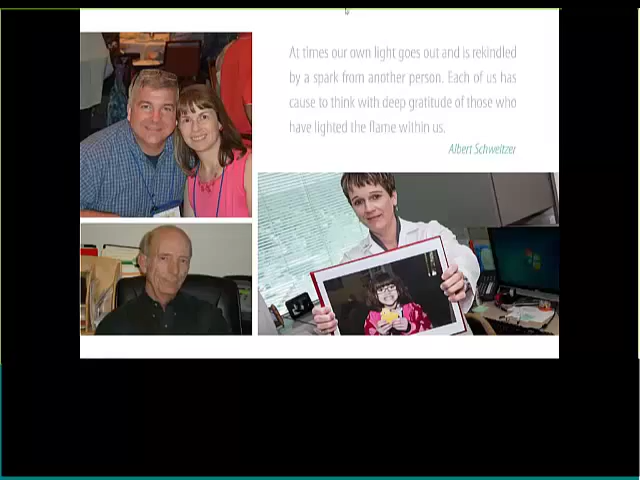 At times our own light goes out and is rekindled
by a spark from another person. Each of us has
cause to think with deep gratitude of those who
have lighted the flame within us.
Albert Schweitzer